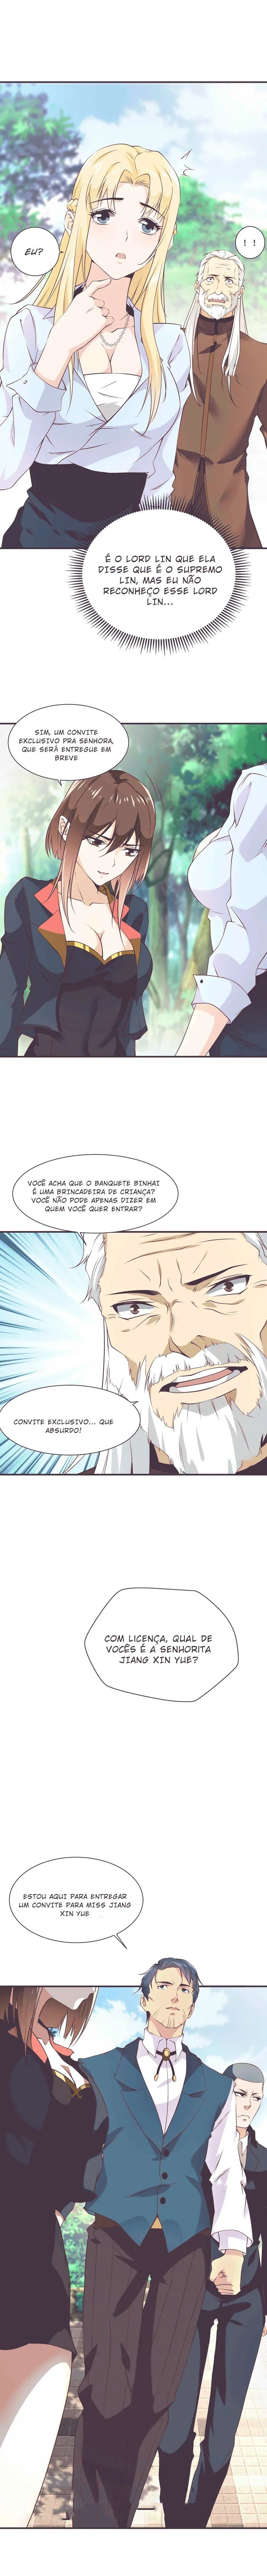 EU?
! !
É O LORD LIN QUE ELA
DISSE QUE É O SUPREMO
LIN, MAS EU NÃO
RECONHEÇO ESSE LORD
LIN...
SIM, UM CONVITE
EXCLUSIVO PRA SENHORA,
QUE SERÁ ENTREGUE EM
BREVE
VOCÊ ACHA QUE O BANQUETE BINHAI
É UMA BRINCADEIRA DE CRIANÇA?
VOCÊ NÃO PODE APENAS DIZER EM
QUEM VOCÊ QUER ENTRAR?
CONVITE EXCLUSIVO... QUE
ABSURDO!
COM LICENÇA, QUAL DE
VOCÊS É A SENHORITA
JIANG XIN YUE?
ESTOU AQUI PARA ENTREGAR
UM CONVITE PARA MISS JIANG
XIN YUE